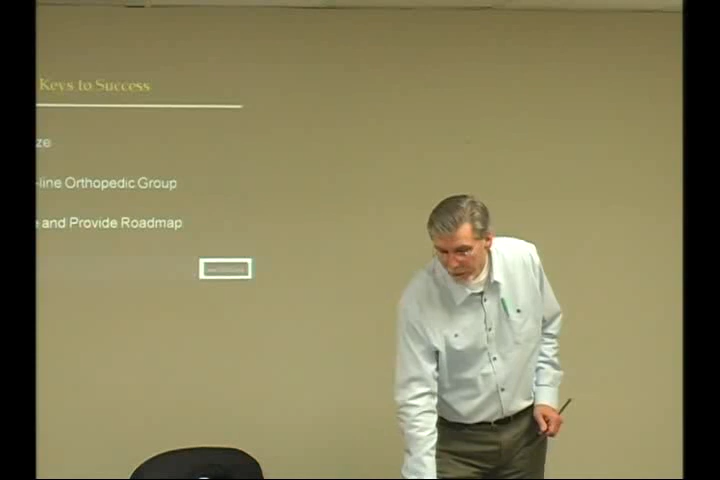 Keys to Success
ze
-line Orthopedic Group
e and Provide Roadmap